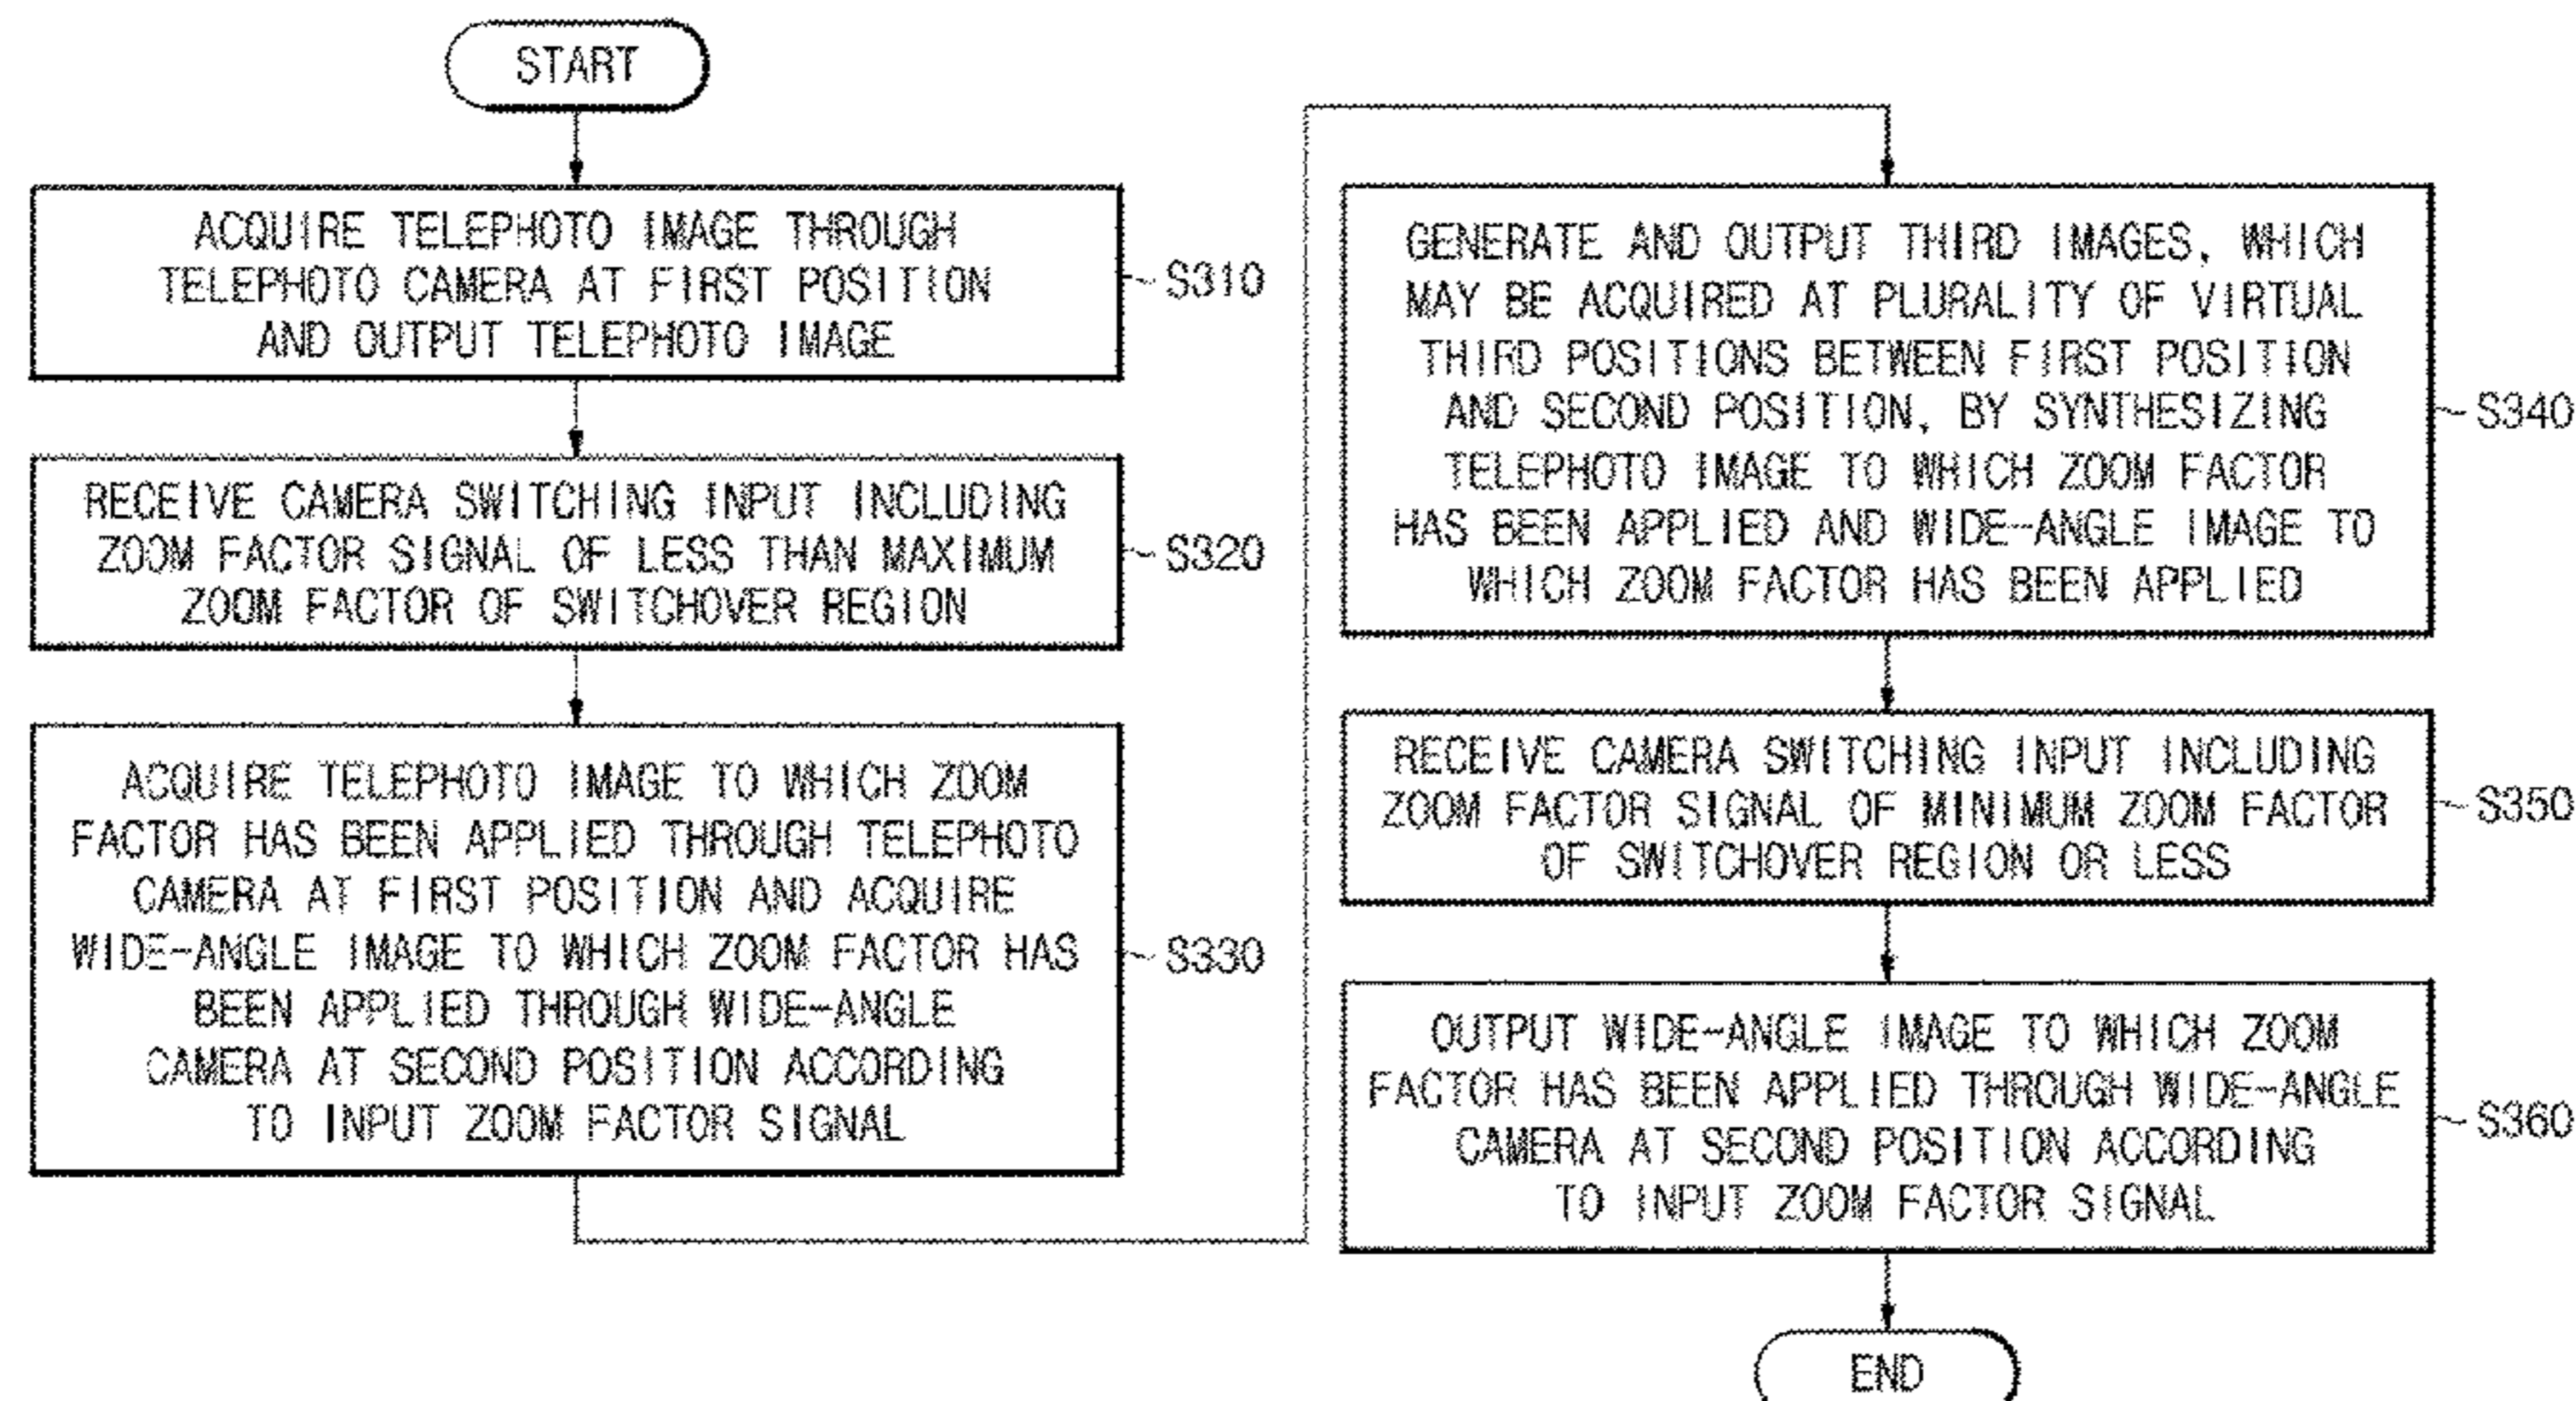 START
ACQUIRE TELEPHOTO IMAGE THROUGH
TELEPHOTO CAMERA AT FIRST POSITION
AND OUTPUT TELEPHOTO IMAGE
S310
RECEIVE CAMERA SWITCHING INPUT INCLUDING
ZOOM FACTOR SIGNAL OF LESS THAN MAXIMUM
ZOOM FACTOR OF SWITCHOVER REGION
S320
ACQUIRE TELEPHOTO IMAGE TO WHICH ZOOM
FACTOR HAS BEEN APPLIED THROUGH TELEPHOTO
CAMERA AT FIRST POSITION AND ACQUIRE
WIDE-ANGLE IMAGE TO WHICH ZOOM FACTOR HAS
BEEN APPLIED THROUGH WIDE-ANGLE
CAMERA AT SECOND POSITION ACCORDING
TO INPUT ZOOM FACTOR SIGNAL
S330
GENERATE AND OUTPUT THIRD IMAGES, WHICH
MAY BE ACQUIRED AT PLURALITY OF VIRTUAL
THIRD POSITIONS BETWEEN FIRST POSITION
AND SECOND POSITION, BY SYNTHESIZING
TELEPHOTO IMAGE TO WHICH ZOOM FACTOR
HAS BEEN APPLIED AND WIDE-ANGLE IMAGE TO
WHICH ZOOM FACTOR HAS BEEN APPLIED
S340
RECEIVE CAMERA SWITCHING INPUT INCLUDING
ZOOM FACTOR SIGNAL OF MINIMUM ZOOM FACTOR
OF SWITCHOVER REGION OR LESS
S350
OUTPUT WIDE-ANGLE IMAGE TO WHICH ZOOM
FACTOR HAS BEEN APPLIED THROUGH WIDE-ANGLE
CAMERA AT SECOND POSITION ACCORDING
TO INPUT ZOOM FACTOR SIGNAL
S360
END